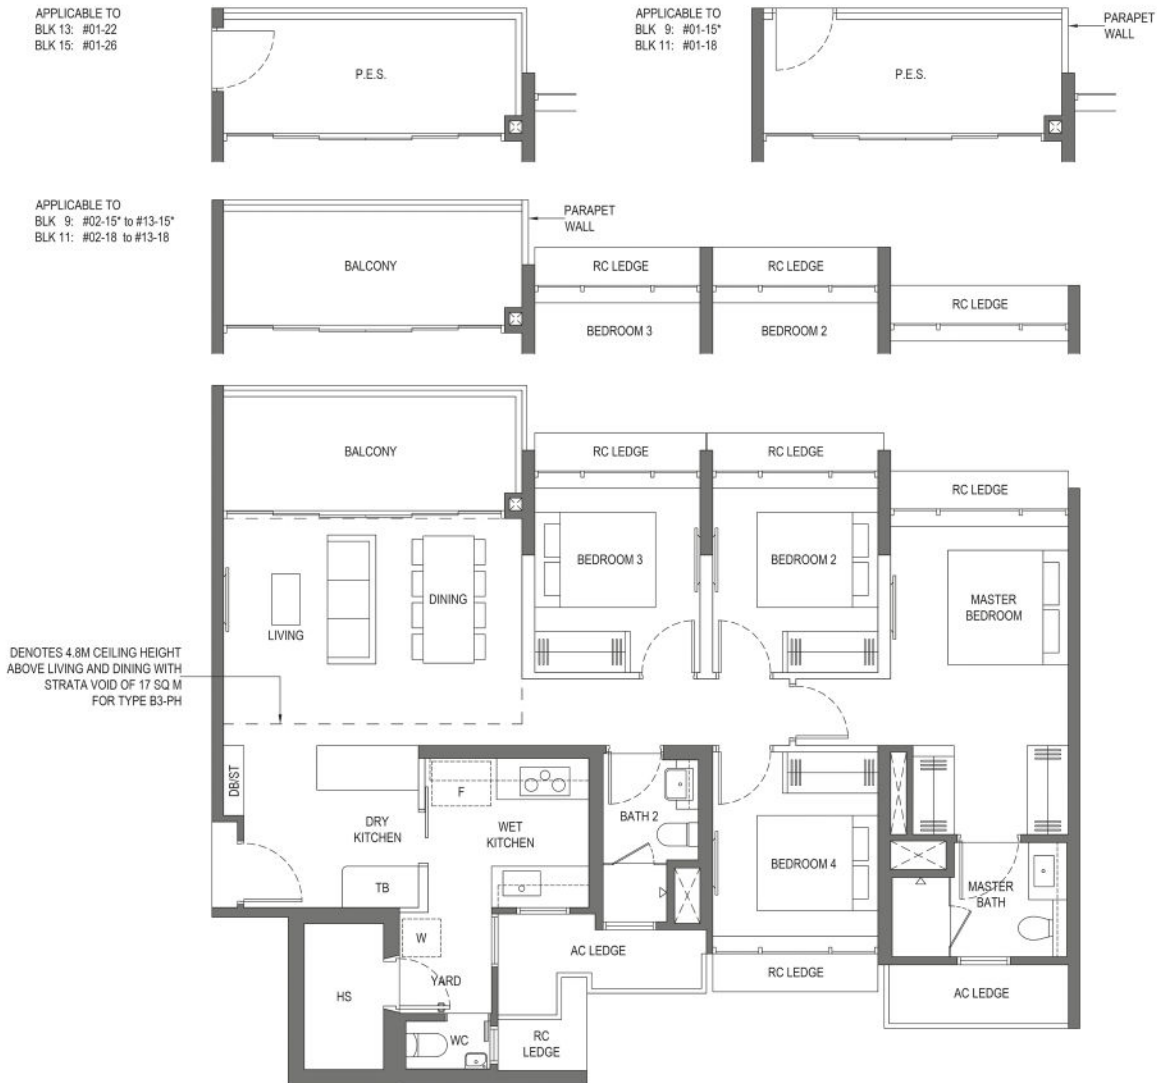 APPLICABLE TO
BLK 13: #01-22
BLK 15: #01-26
P.E.S.
APPLICABLE TO
BLK 9: #01-15*
BLK 11: #01-18
P.E.S.
PARAPET
WALL
APPLICABLE TO
BLK 9: #02-15* to #13-15*
BLK 11: #02-18 to #13-18
BALCONY
PARAPET
WALL
RC LEDGE
RC LEDGE
RC LEDGE
BEDROOM 3
BEDROOM 2
BALCONY
RC LEDGE
RC LEDGE
RC LEDGE
BEDROOM 3
BEDROOM 2
MASTER
BEDROOM
DINING
LIVING
DENOTES 4.8M CEILING HEIGHT
ABOVE LIVING AND DINING WITH
STRATA VOID OF 17 SQ M
FOR TYPE B3-PH
DB/ST
F
DRY
KITCHEN
WET
KITCHEN
BATH 2
BEDROOM 4
TB
MASTER
BATH
W
AC LEDGE
RC LEDGE
YARD
HS
AC LEDGE
WC
RC
LEDGE